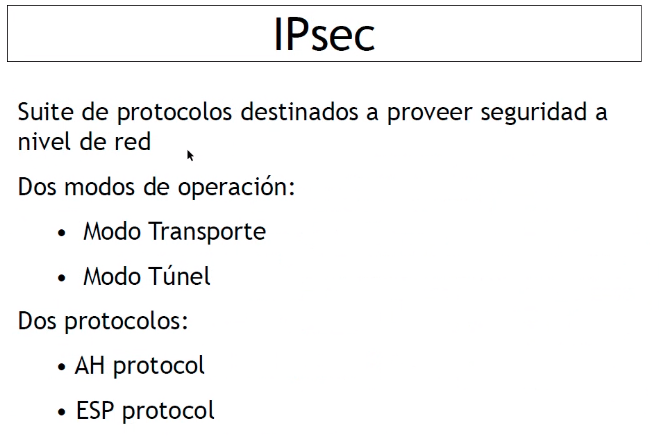 IPsec
Suite de protocolos destinados a proveer seguridad a
nivel de red
Dos modos de operación:
• Modo Transporte
• Modo Túnel
Dos protocolos:
• AH protocol
• ESP protocol